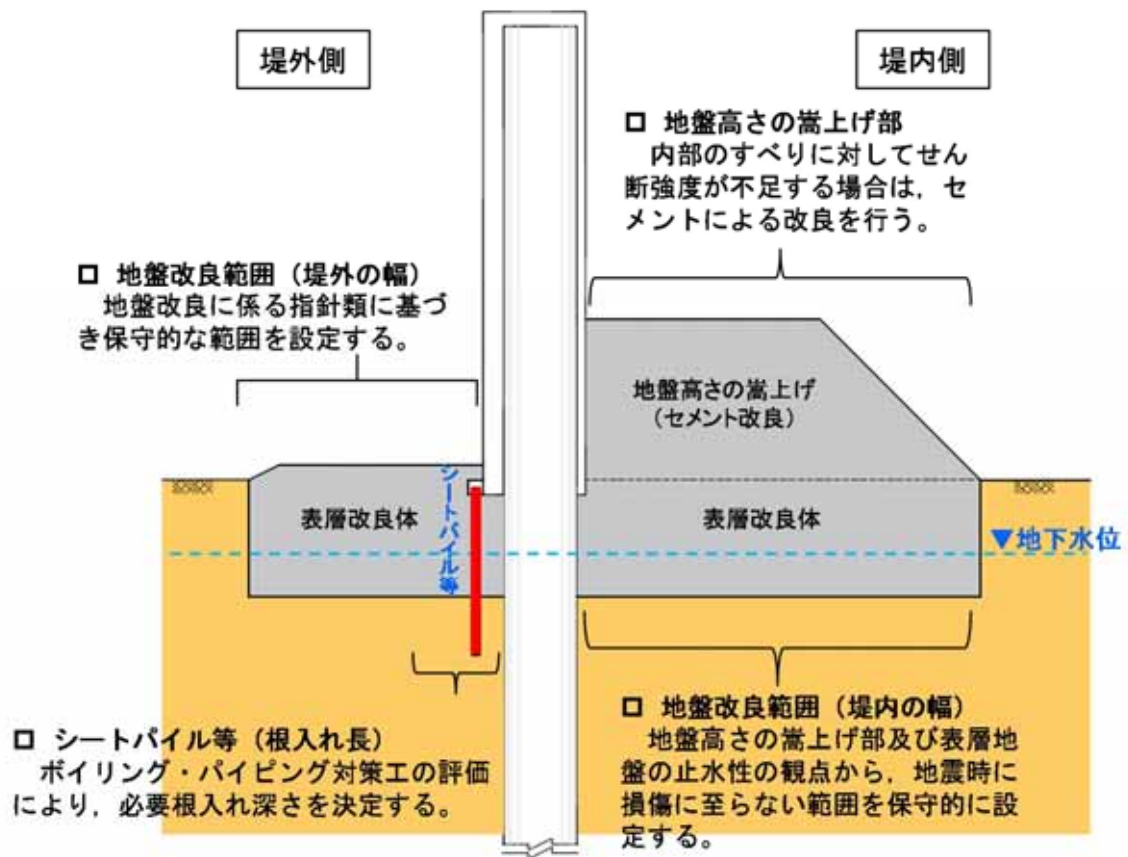 堤外側
堤内側
□ 地盤高さの嵩上げ部
内部のすべりに対してせん
断強度が不足する場合は，セ
メントによる改良を行う。
□ 地盤改良範囲（堤外の幅）
地盤改良に係る指針類に基づ
き保守的な範囲を設定する。
地盤高さの嵩上げ
（セメント改良）
シートパイル等
表層改良体
表層改良体
▼地下水位
□ シートパイル等（根入れ長）
ボイリング・パイピング対策工の評価
により，必要根入れ深さを決定する。
□ 地盤改良範囲（堤内の幅）
地盤高さの嵩上げ部及び表層地
盤の止水性の観点から，地震時に
損傷に至らない範囲を保守的に設
定する。